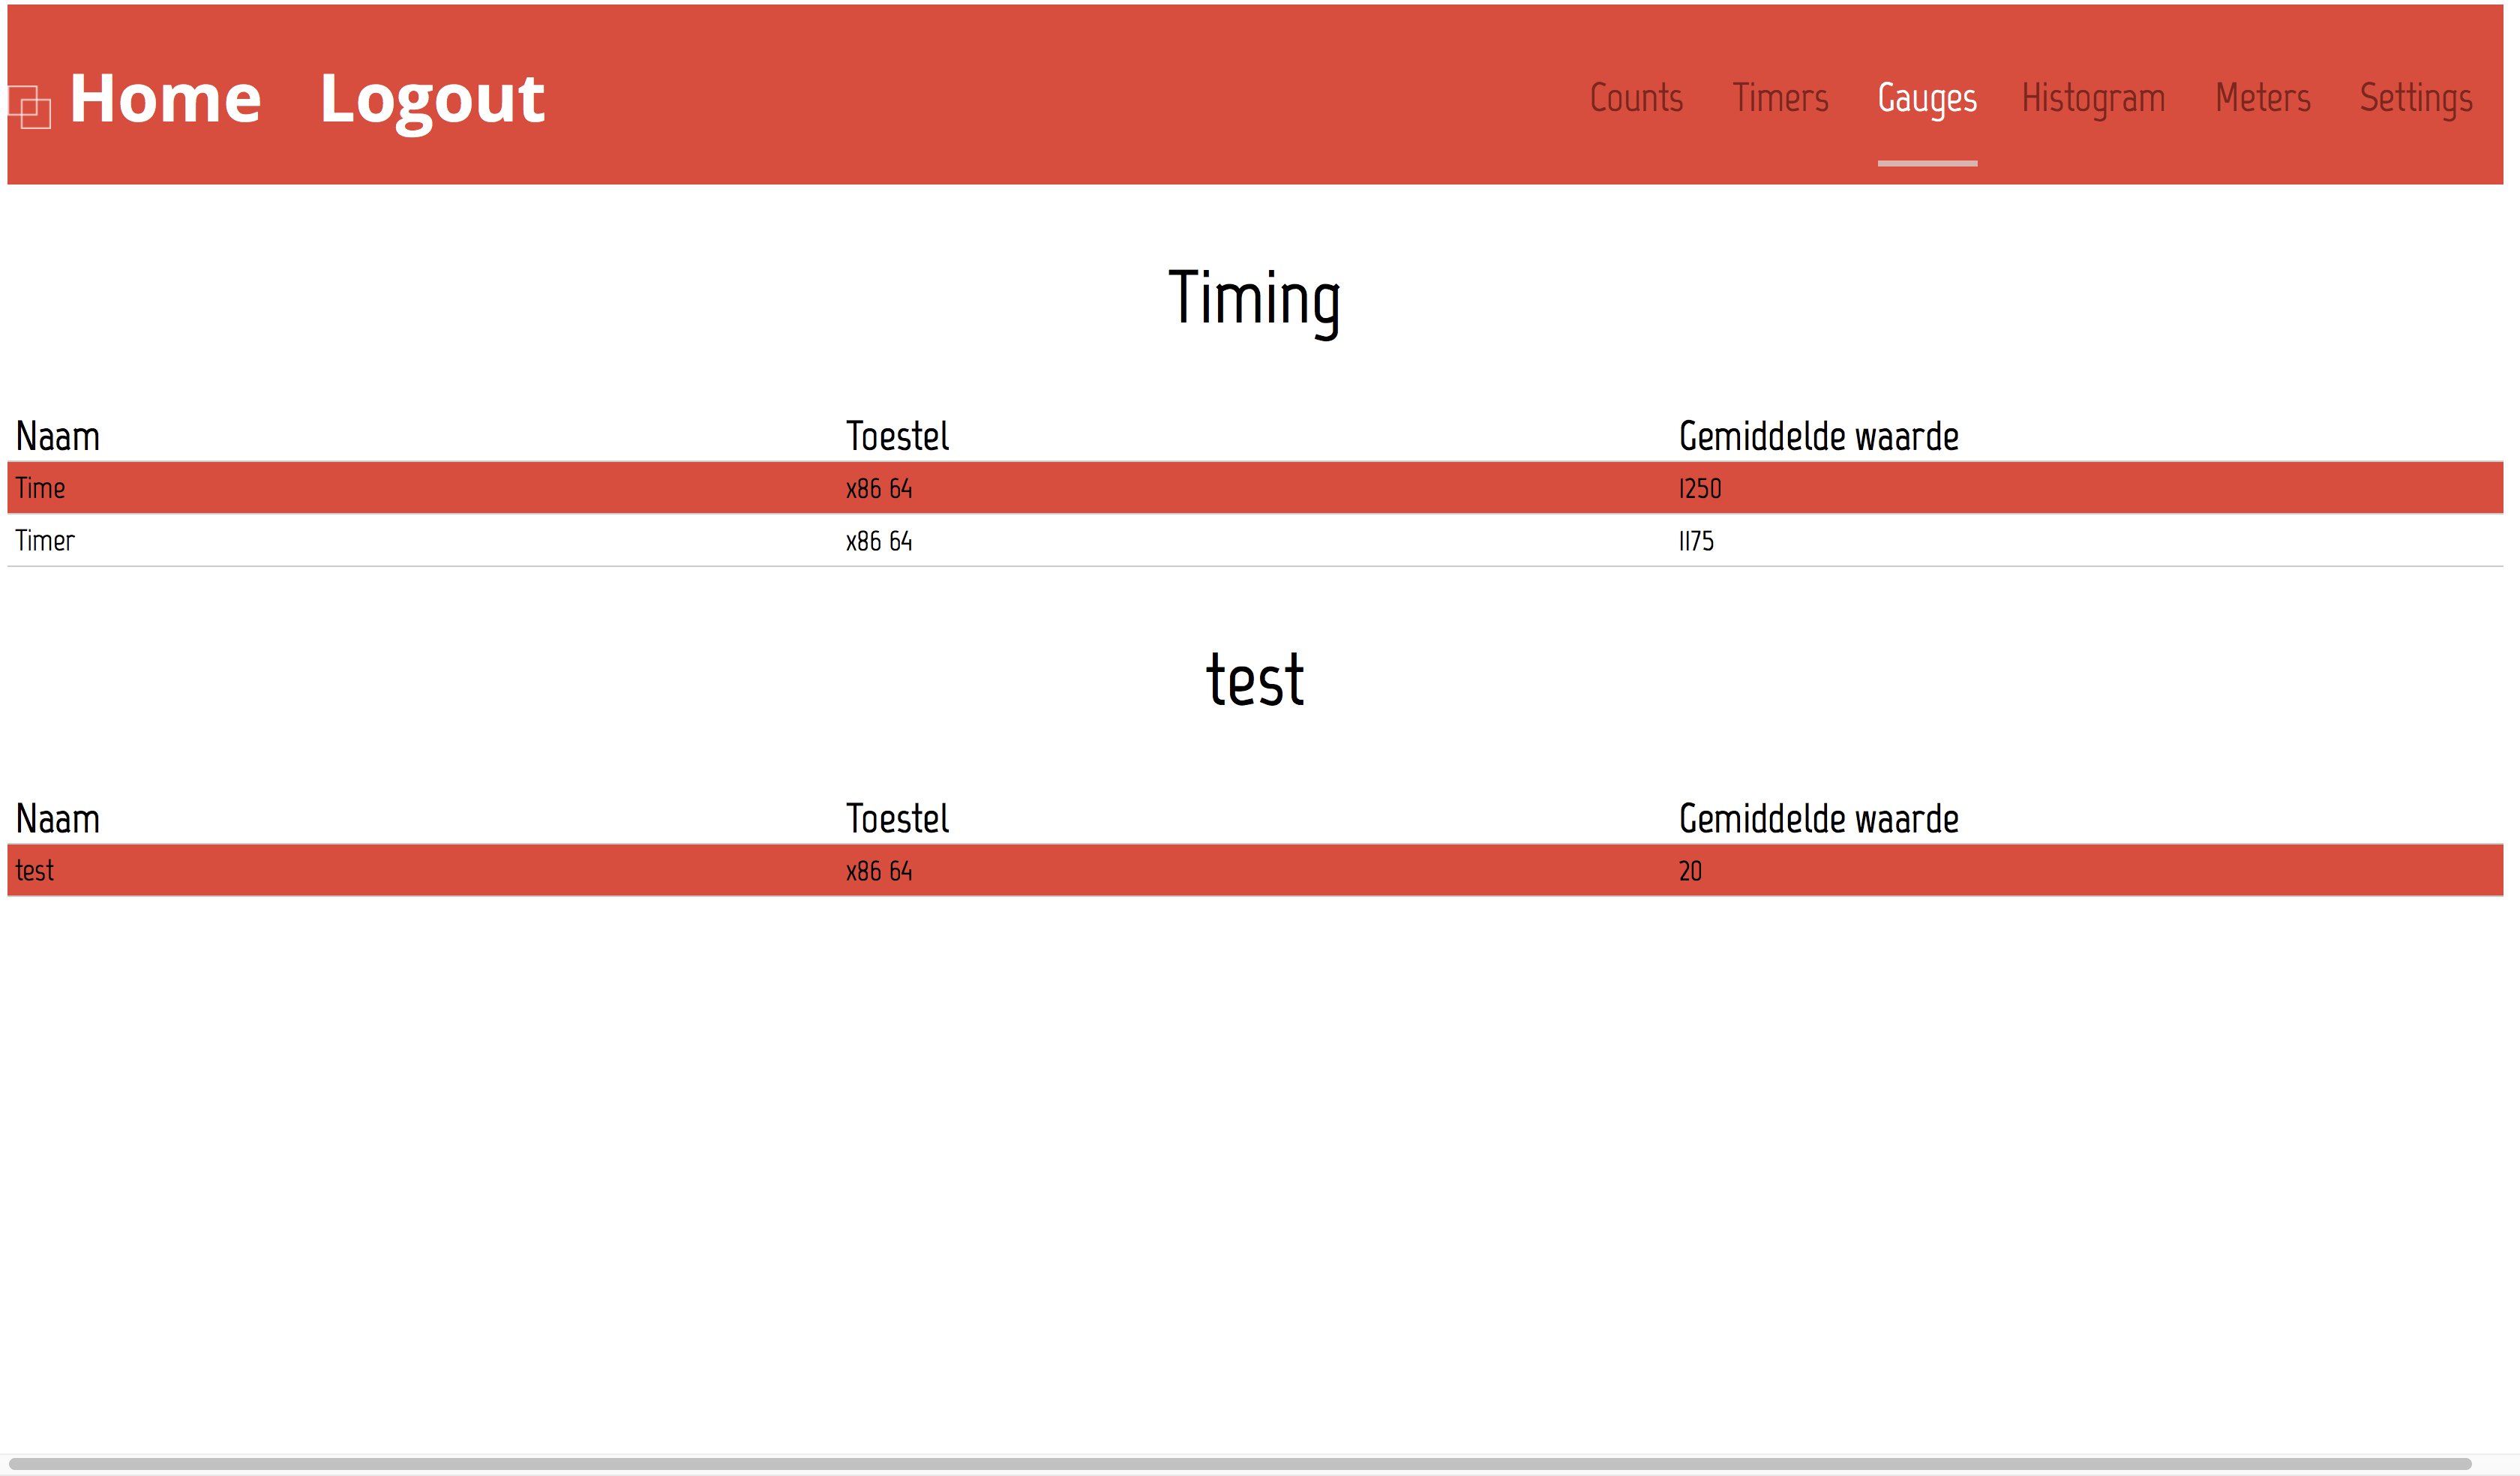 Home Logout Counts Timers Gauges Histogram Meters Settings
Timing
Naam Toestel Gemiddelde waarde
Time x86 64 1250
Timer x86 64 1175
test
Naam Toestel Gemiddelde waarde
test x86 64 20